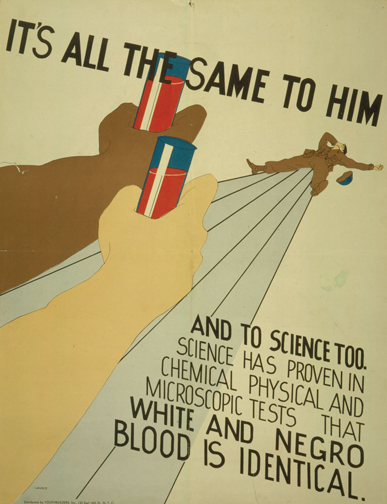 IT'S ALL THE SAME TO HIM
AND TO SCIENCE TOO.
SCIENCE HAS PROVEN IN
CHEMICAL PHYSICAL AND
MICROSCOPIC TESTS THAT
WHITE AND NEGRO
BLOOD IS IDENTICAL.